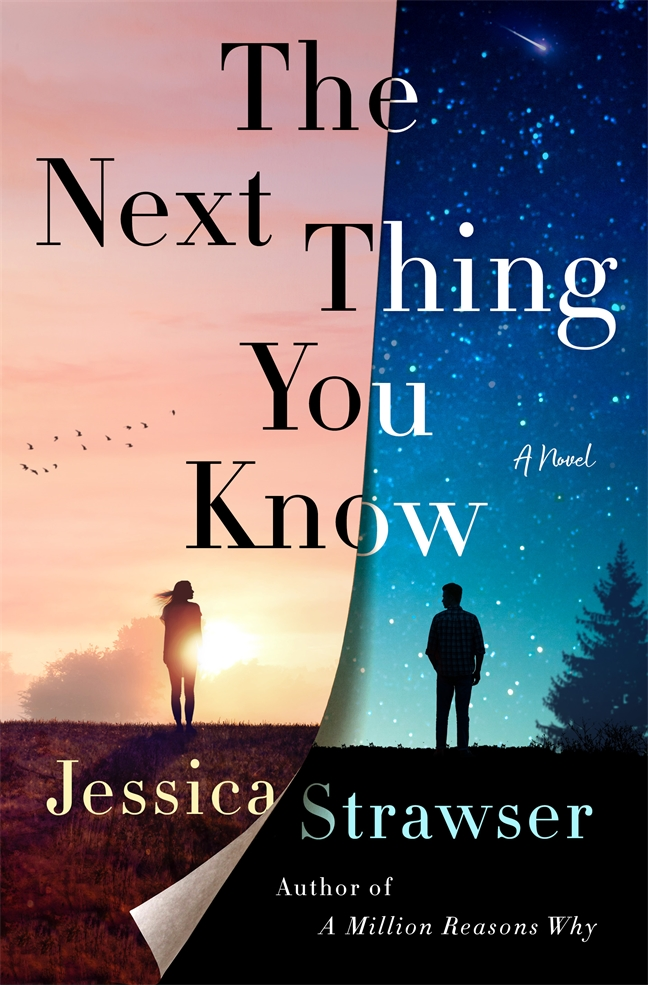 The
Next
Thing
You
Know
A Novel
Jessica Strawser
Author of
A Million Reasons Why